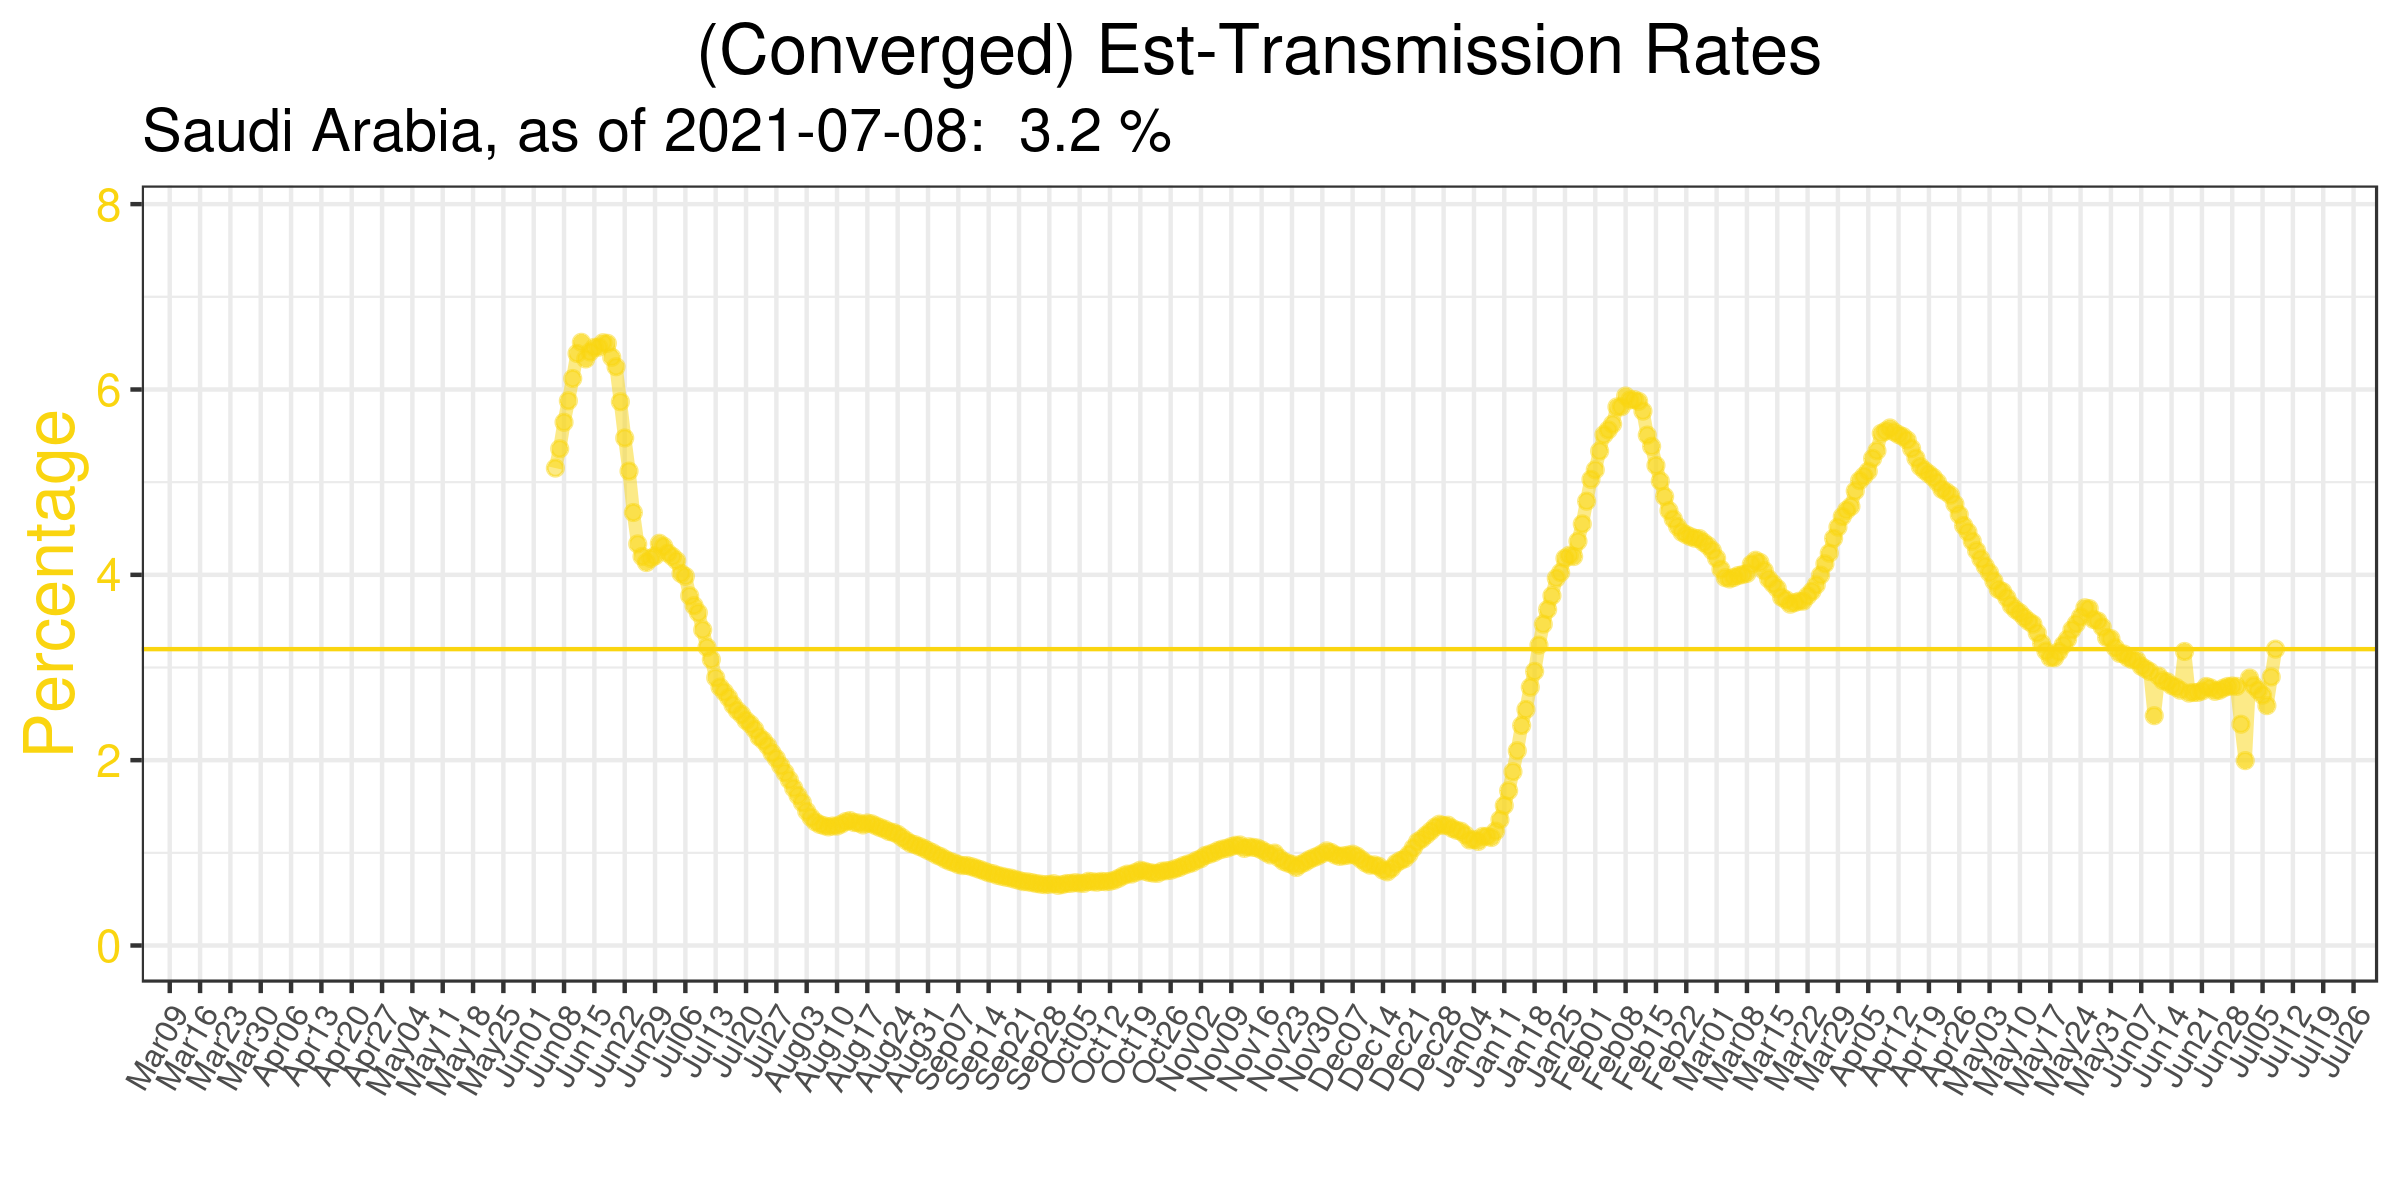 (Converged) Est-Transmission Rates
Saudi Arabia, as of 2021-07-08:  3.2 %
Percentage
8
6
4
2
0
Mar09
Mar16
Mar23
Mar30
Apr06
Apr13
Apr20
Apr27
May04
May11
May18
May25
Jun01
Jun08
Jun15
Jun22
Jun29
Jul06
Jul13
Jul20
Jul27
Aug03
Aug10
Aug17
Aug24
Aug31
Sep07
Sep14
Sep21
Sep28
Oct05
Oct12
Oct19
Oct26
Nov02
Nov09
Nov16
Nov23
Nov30
Dec07
Dec14
Dec21
Dec28
Jan04
Jan11
Jan18
Jan25
Feb01
Feb08
Feb15
Feb22
Mar01
Mar08
Mar15
Mar22
Mar29
Apr05
Apr12
Apr19
Apr26
May03
May10
May17
May24
May31
Jun07
Jun14
Jun21
Jun28
Jul05
Jul12
Jul19
Jul26